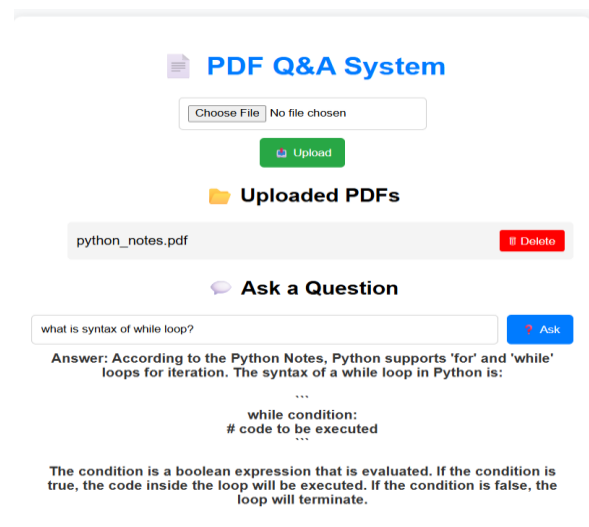 PDF Q&A System
Choose File No file chosen
Upload
Uploaded PDFs
python_notes.pdf Delete
Ask a Question
what is syntax of while loop? Ask
Answer: According to the Python Notes, Python supports 'for' and 'while'
loops for iteration. The syntax of a while loop in Python is:
```
while condition:
# code to be executed
```
The condition is a boolean expression that is evaluated. If the condition is
true, the code inside the loop will be executed. If the condition is false, the
loop will terminate.